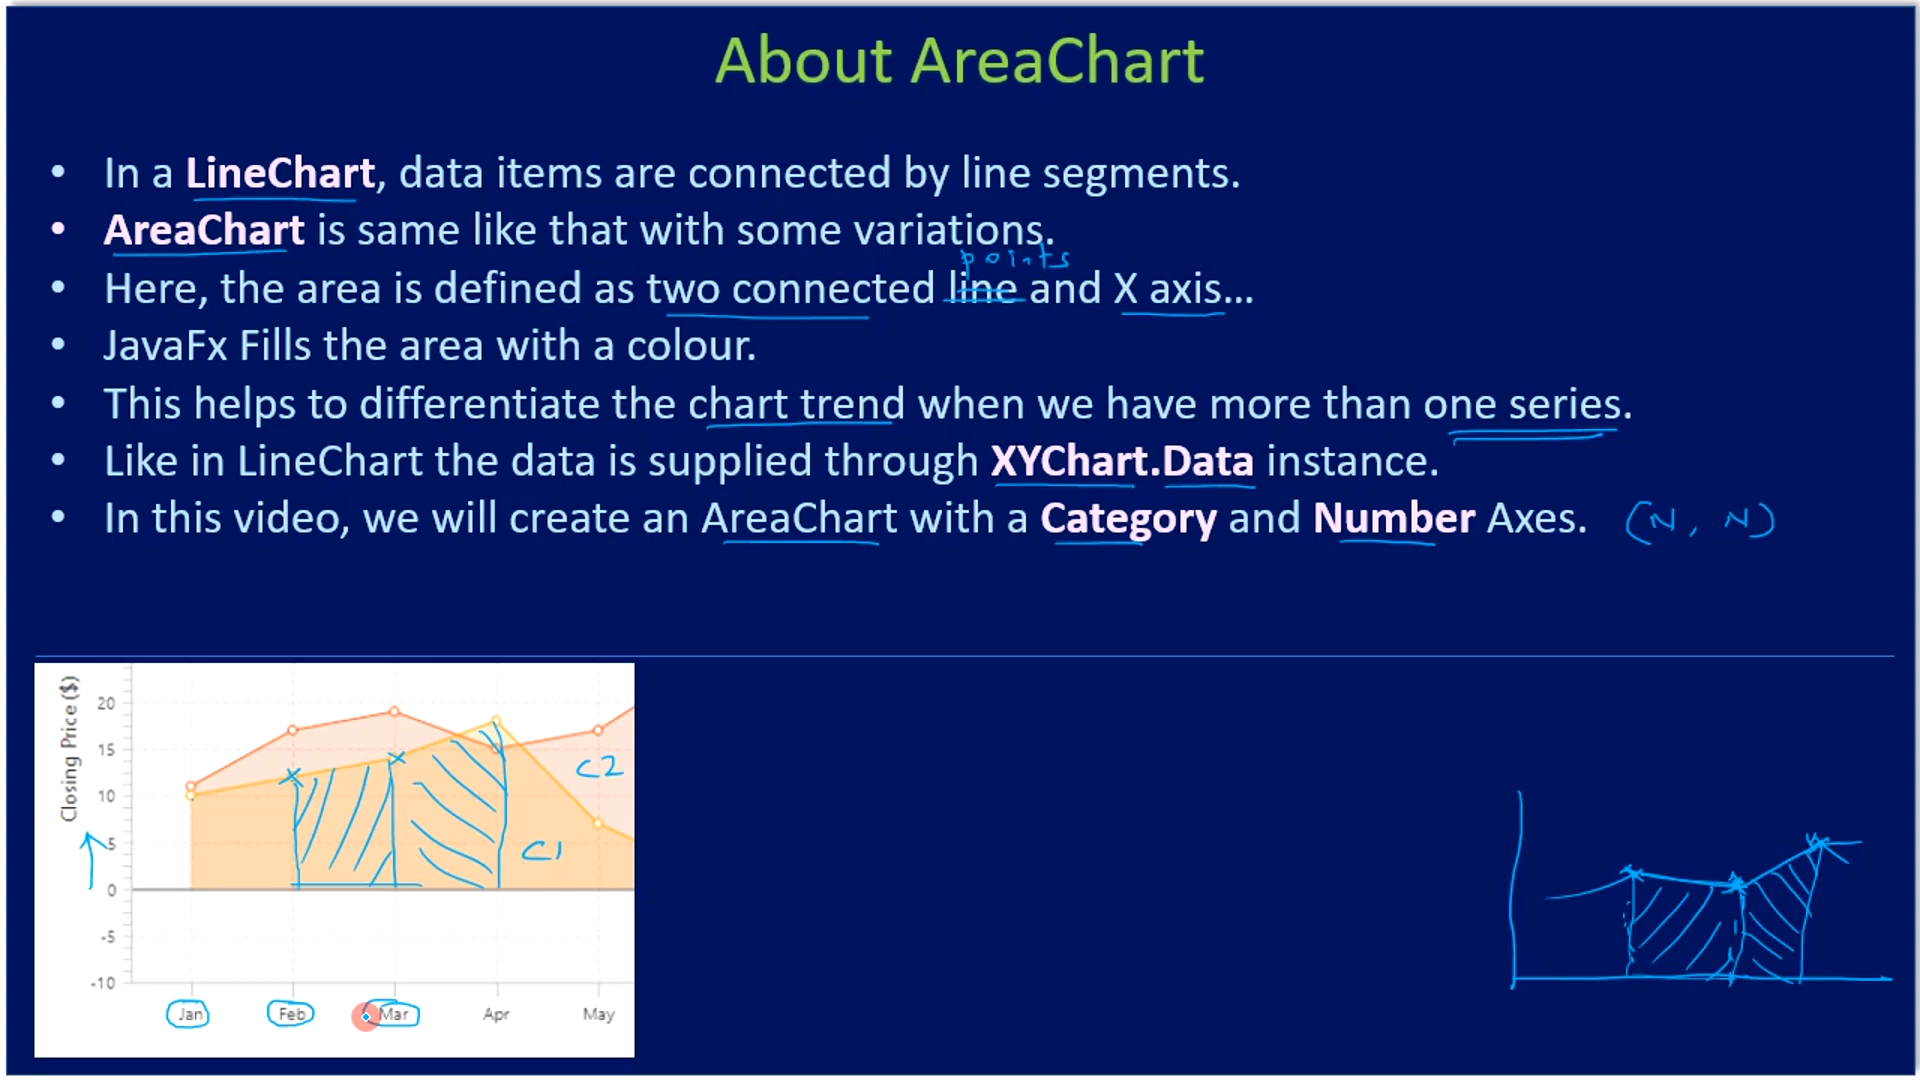 About AreaChart
• In a LineChart, data items are connected by line segments.
• AreaChart is same like that with some variations.
points
• Here, the area is defined as two connected line and X axis...
• JavaFx Fills the area with a colour.
• This helps to differentiate the chart trend when we have more than one series.
• Like in LineChart the data is supplied through XYChart.Data instance.
• In this video, we will create an AreaChart with a Category and Number Axes. (N, N)
Closing Price ($)
20
15
10
5
0
-5
-10
C2
C1
Jan Feb Mar Apr May